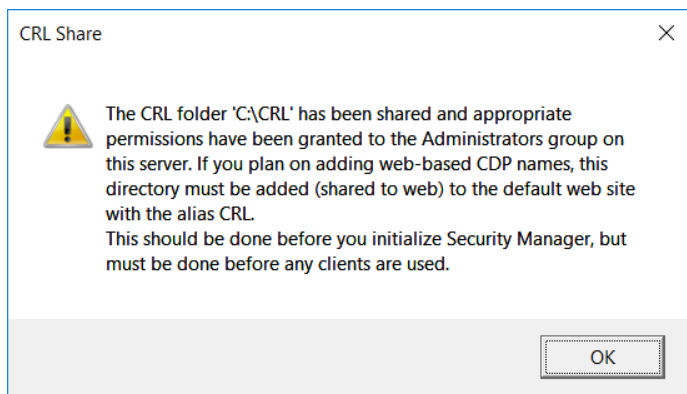 CRL Share
The CRL folder 'C:\CRL' has been shared and appropriate
permissions have been granted to the Administrators group on
this server. If you plan on adding web-based CDP names, this
directory must be added (shared to web) to the default web site
with the alias CRL.
This should be done before you initialize Security Manager, but
must be done before any clients are used.
OK